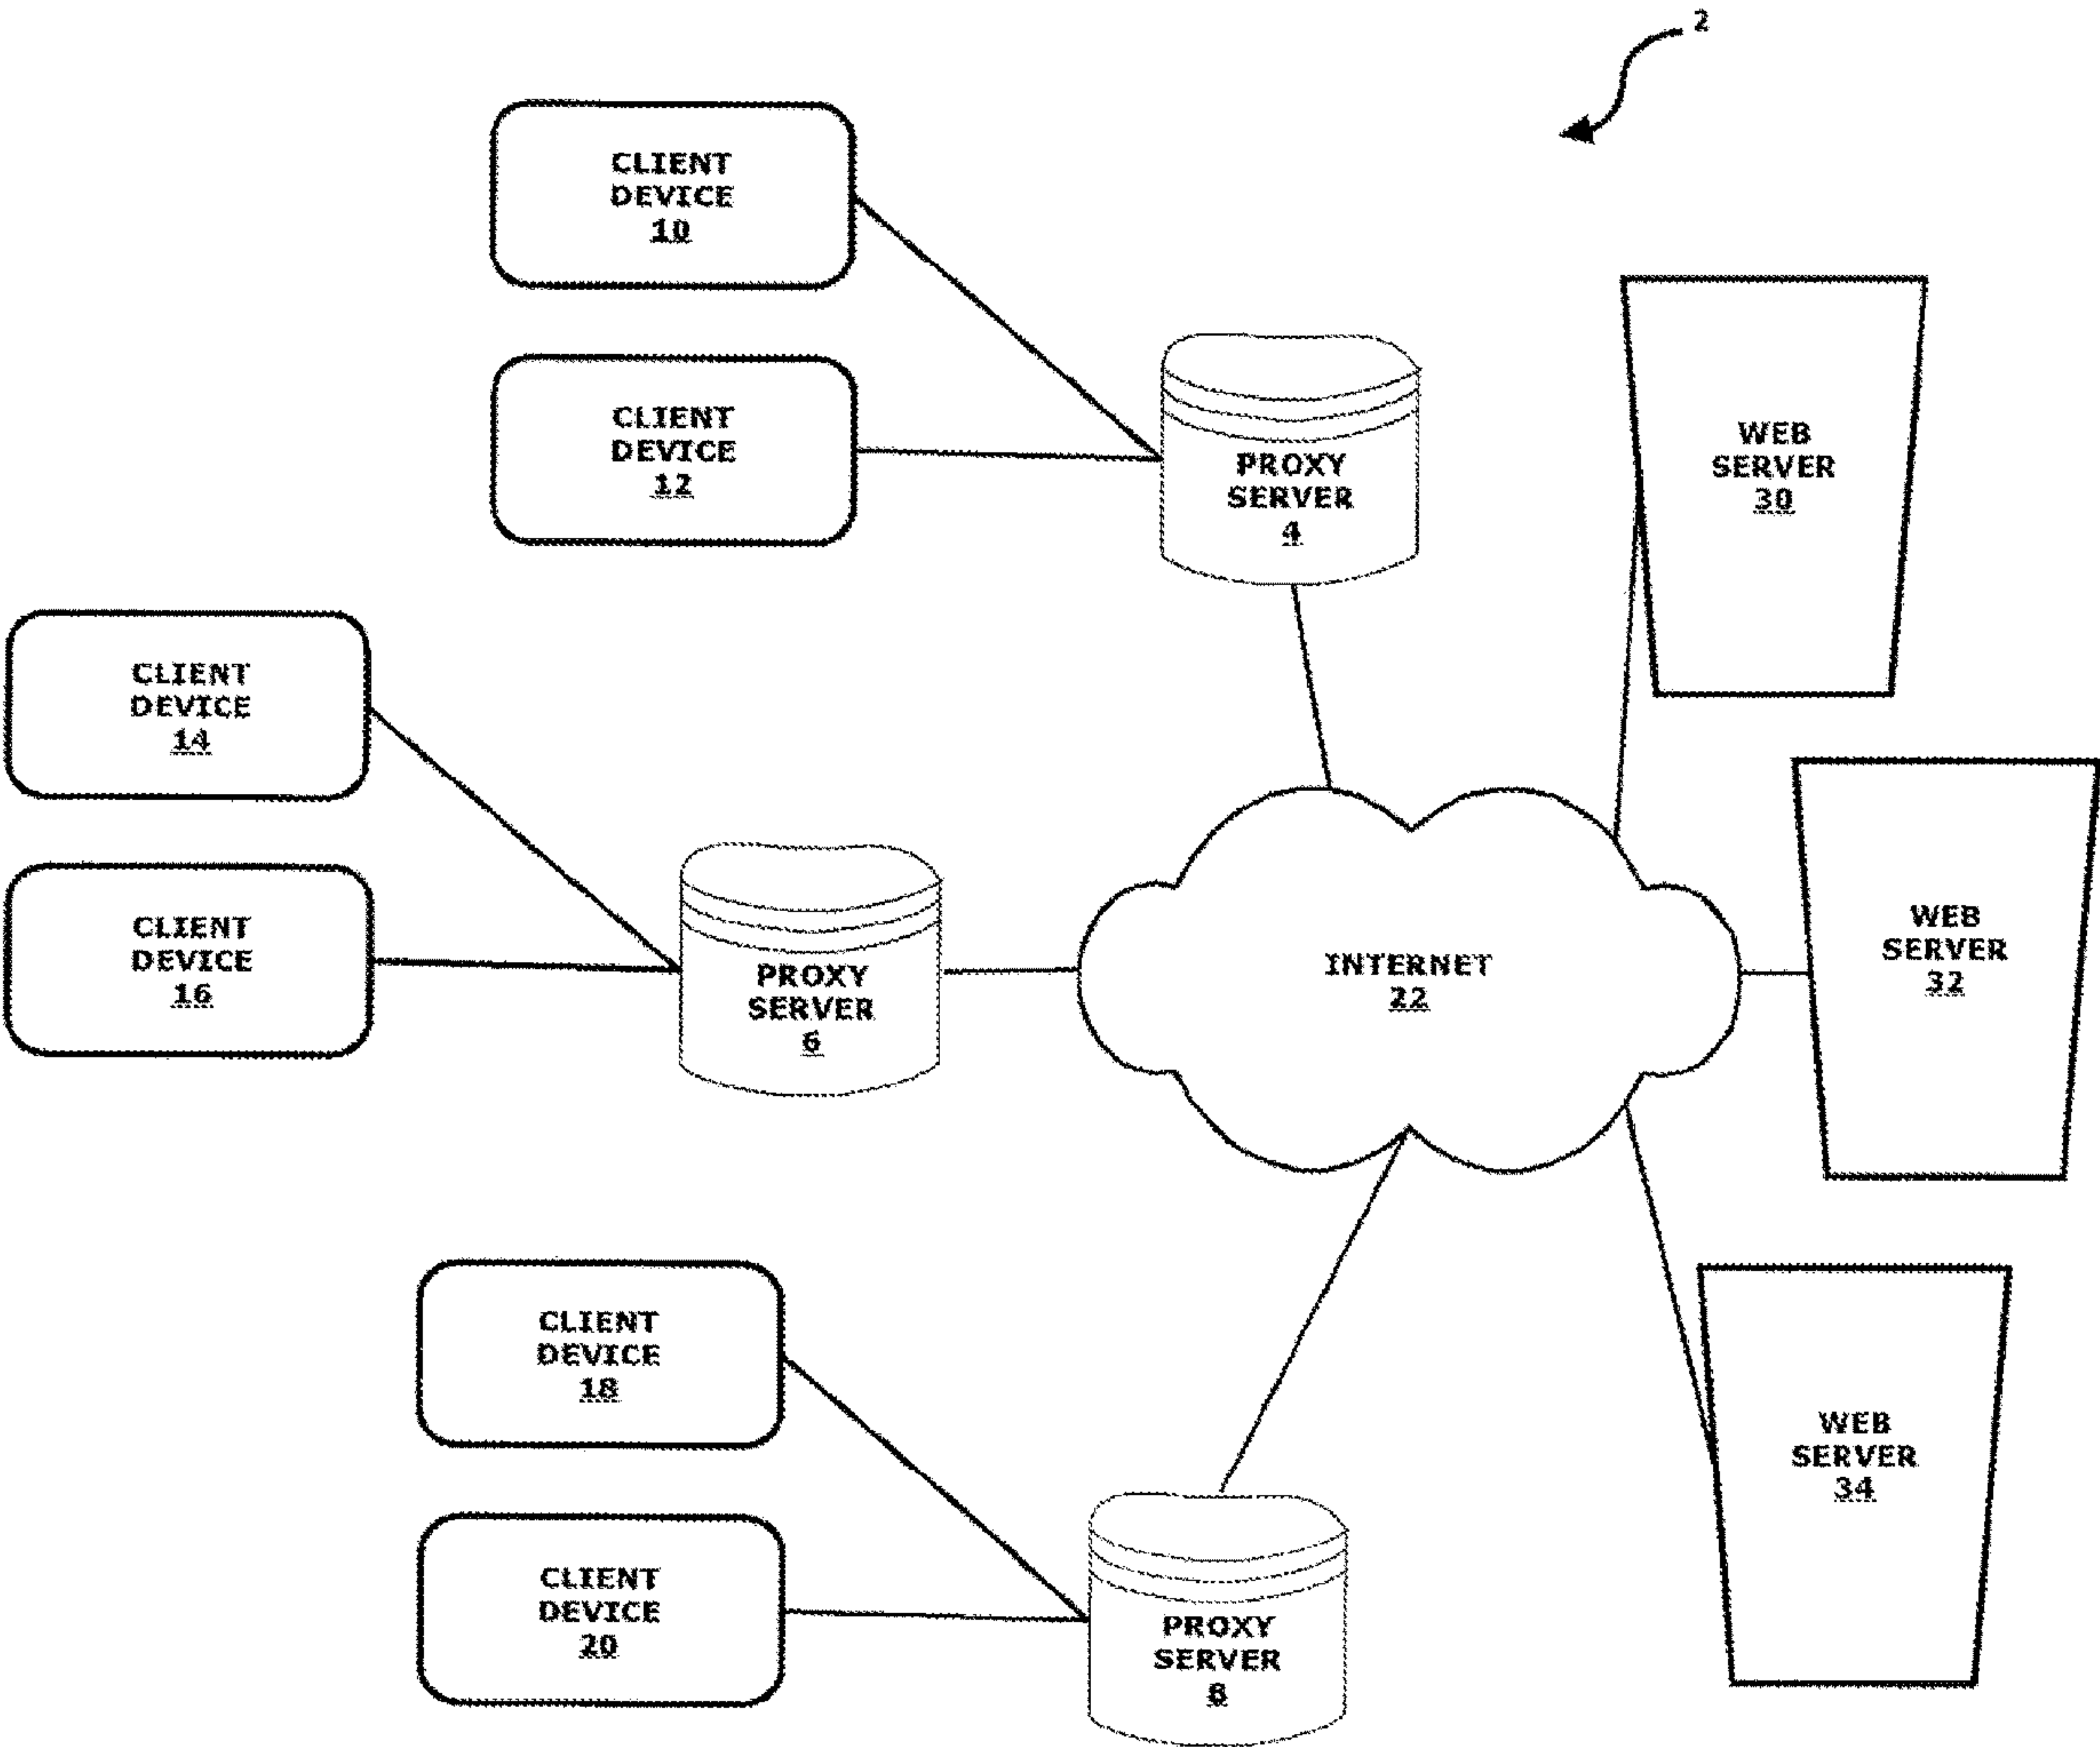 2
CLIENT
DEVICE
10
CLIENT
DEVICE
12
PROXY
SERVER
4
WEB
SERVER
30
CLIENT
DEVICE
14
CLIENT
DEVICE
16
PROXY
SERVER
6
INTERNET
22
WEB
SERVER
32
CLIENT
DEVICE
18
CLIENT
DEVICE
20
PROXY
SERVER
8
WEB
SERVER
34